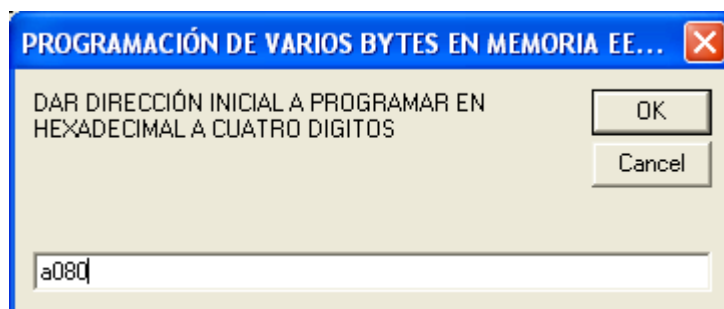 PROGRAMACIÓN DE VARIOS BYTES EN MEMORIA EE...
DAR DIRECCIÓN INICIAL A PROGRAMAR EN
HEXADECIMAL A CUATRO DIGITOS
OK
Cancel
a080